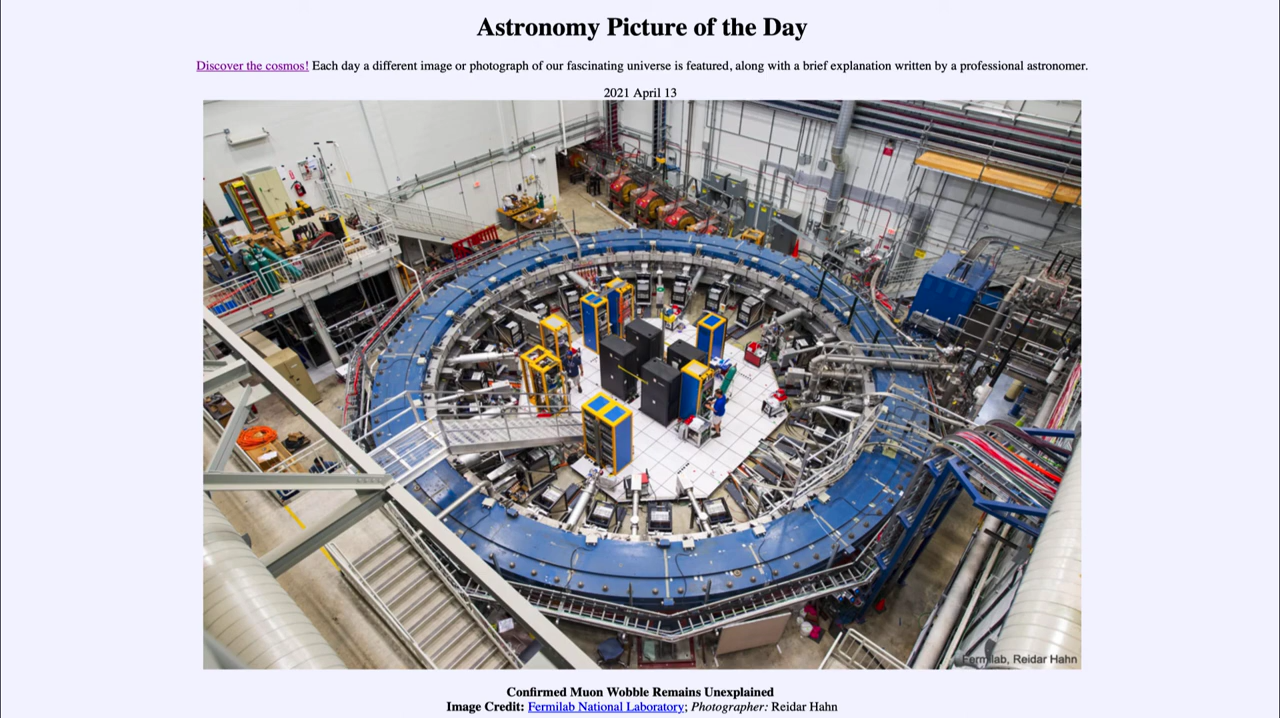 Astronomy Picture of the Day
Discover the cosmos! Each day a different image or photograph of our fascinating universe is featured, along with a brief explanation written by a professional astronomer.
2021 April 13
Fermilab, Reidar Hahn
Confirmed Muon Wobble Remains Unexplained
Image Credit: Fermilab National Laboratory; Photographer: Reidar Hahn